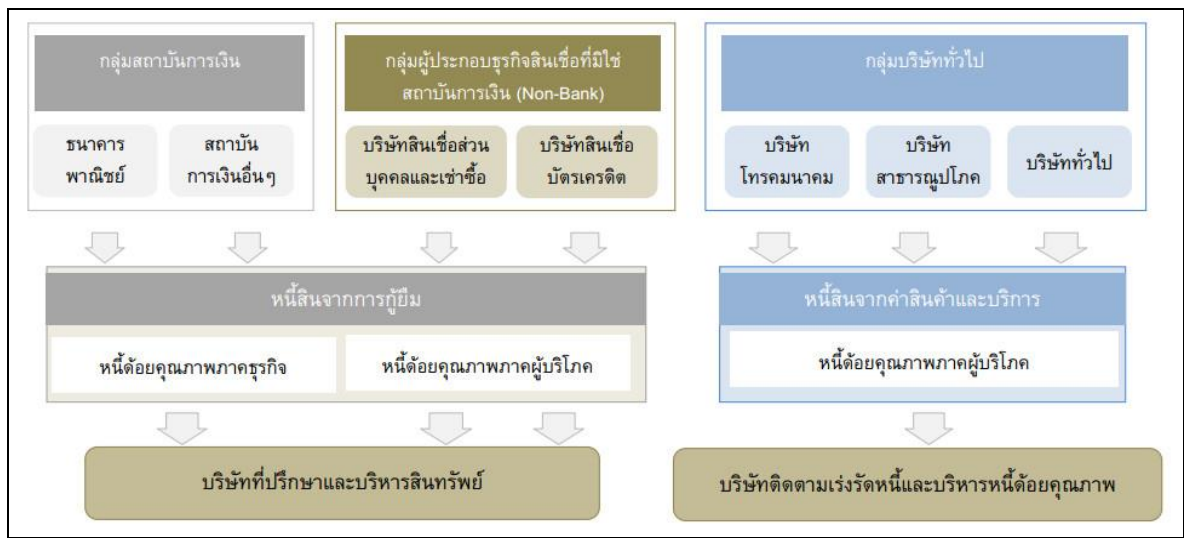 กลุ่มสถาบันการเงิน
กลุ่มผู้ประกอบธุรกิจสินเชื่อที่มิใช่
สถาบันการเงิน (Non-Bank)
กลุ่มบริษัททั่วไป
ธนาคาร
พาณิชย์
สถาบัน
การเงินอื่นๆ
บริษัทสินเชื่อส่วน
บุคคลและเช่าซื้อ
บริษัทสินเชื่อ
บัตรเครดิต
บริษัท
โทรคมนาคม
บริษัท
สาธารณูปโภค
บริษัททั่วไป
หนี้สินจากการกู้ยืม
หนี้สินจากค่าสินค้าและบริการ
หนี้ด้อยคุณภาพภาคธุรกิจ
หนี้ด้อยคุณภาพภาคผู้บริโภค
หนี้ด้อยคุณภาพภาคผู้บริโภค
บริษัทที่ปรึกษาและบริหารสินทรัพย์
บริษัทติดตามเร่งรัดหนี้และบริหารหนี้ด้อยคุณภาพ